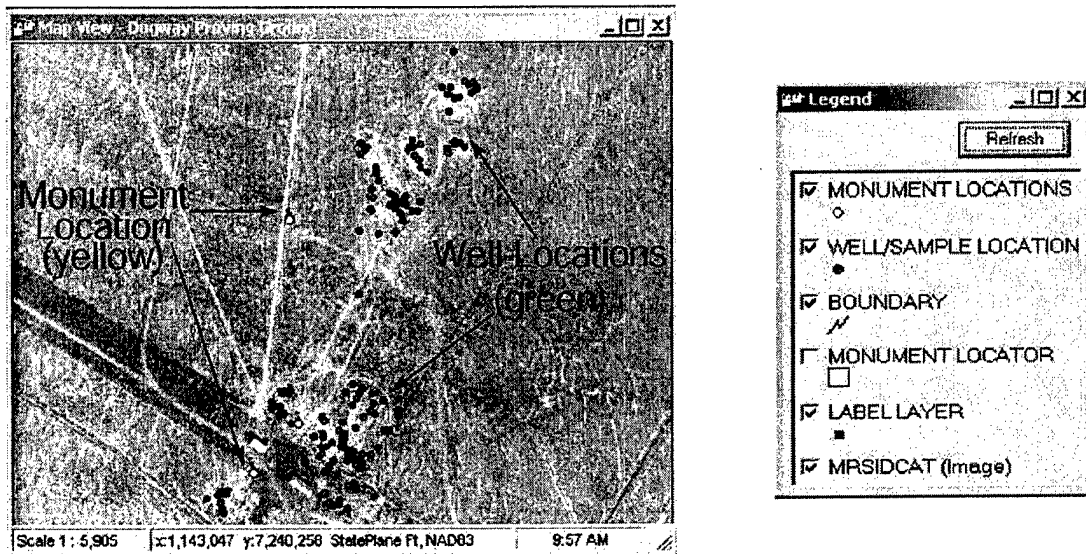 Map View - Dugway Proving Ground
Monument
Location
(yellow)
Well Locations
(green)
Scale 1 : 5,905
x:1,143,047 y:7,240,258 StatePlane Ft, NAD83
9:57 AM
Legend
Refresh
MONUMENT LOCATIONS
WELL/SAMPLE LOCATION
BOUNDARY
MONUMENT LOCATOR
LABEL LAYER
MRSIDCAT (Image)